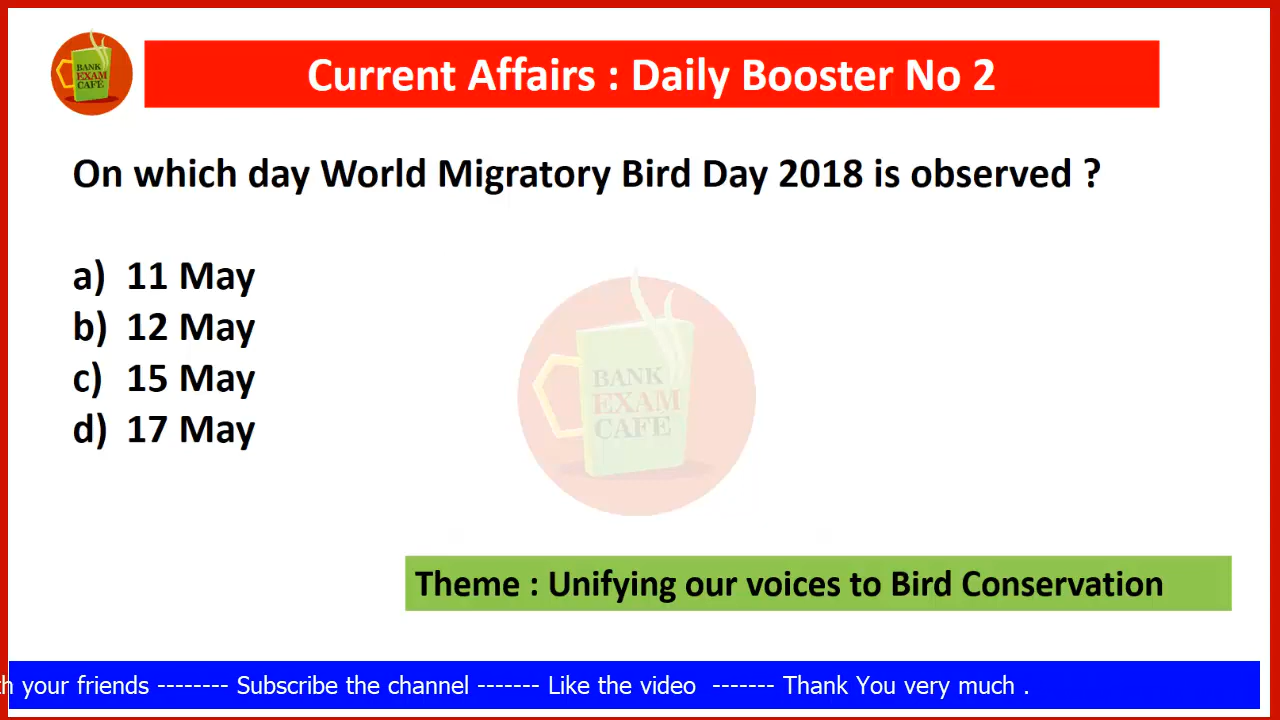 BANK
EXAM
CAFE
Current Affairs : Daily Booster No 2
On which day World Migratory Bird Day 2018 is observed ?
a) 11 May
b) 12 May
c) 15 May
d) 17 May
BANK
EXAM
CAFE
Theme : Unifying our voices to Bird Conservation
h your friends -------- Subscribe the channel ------- Like the video ------- Thank You very much .